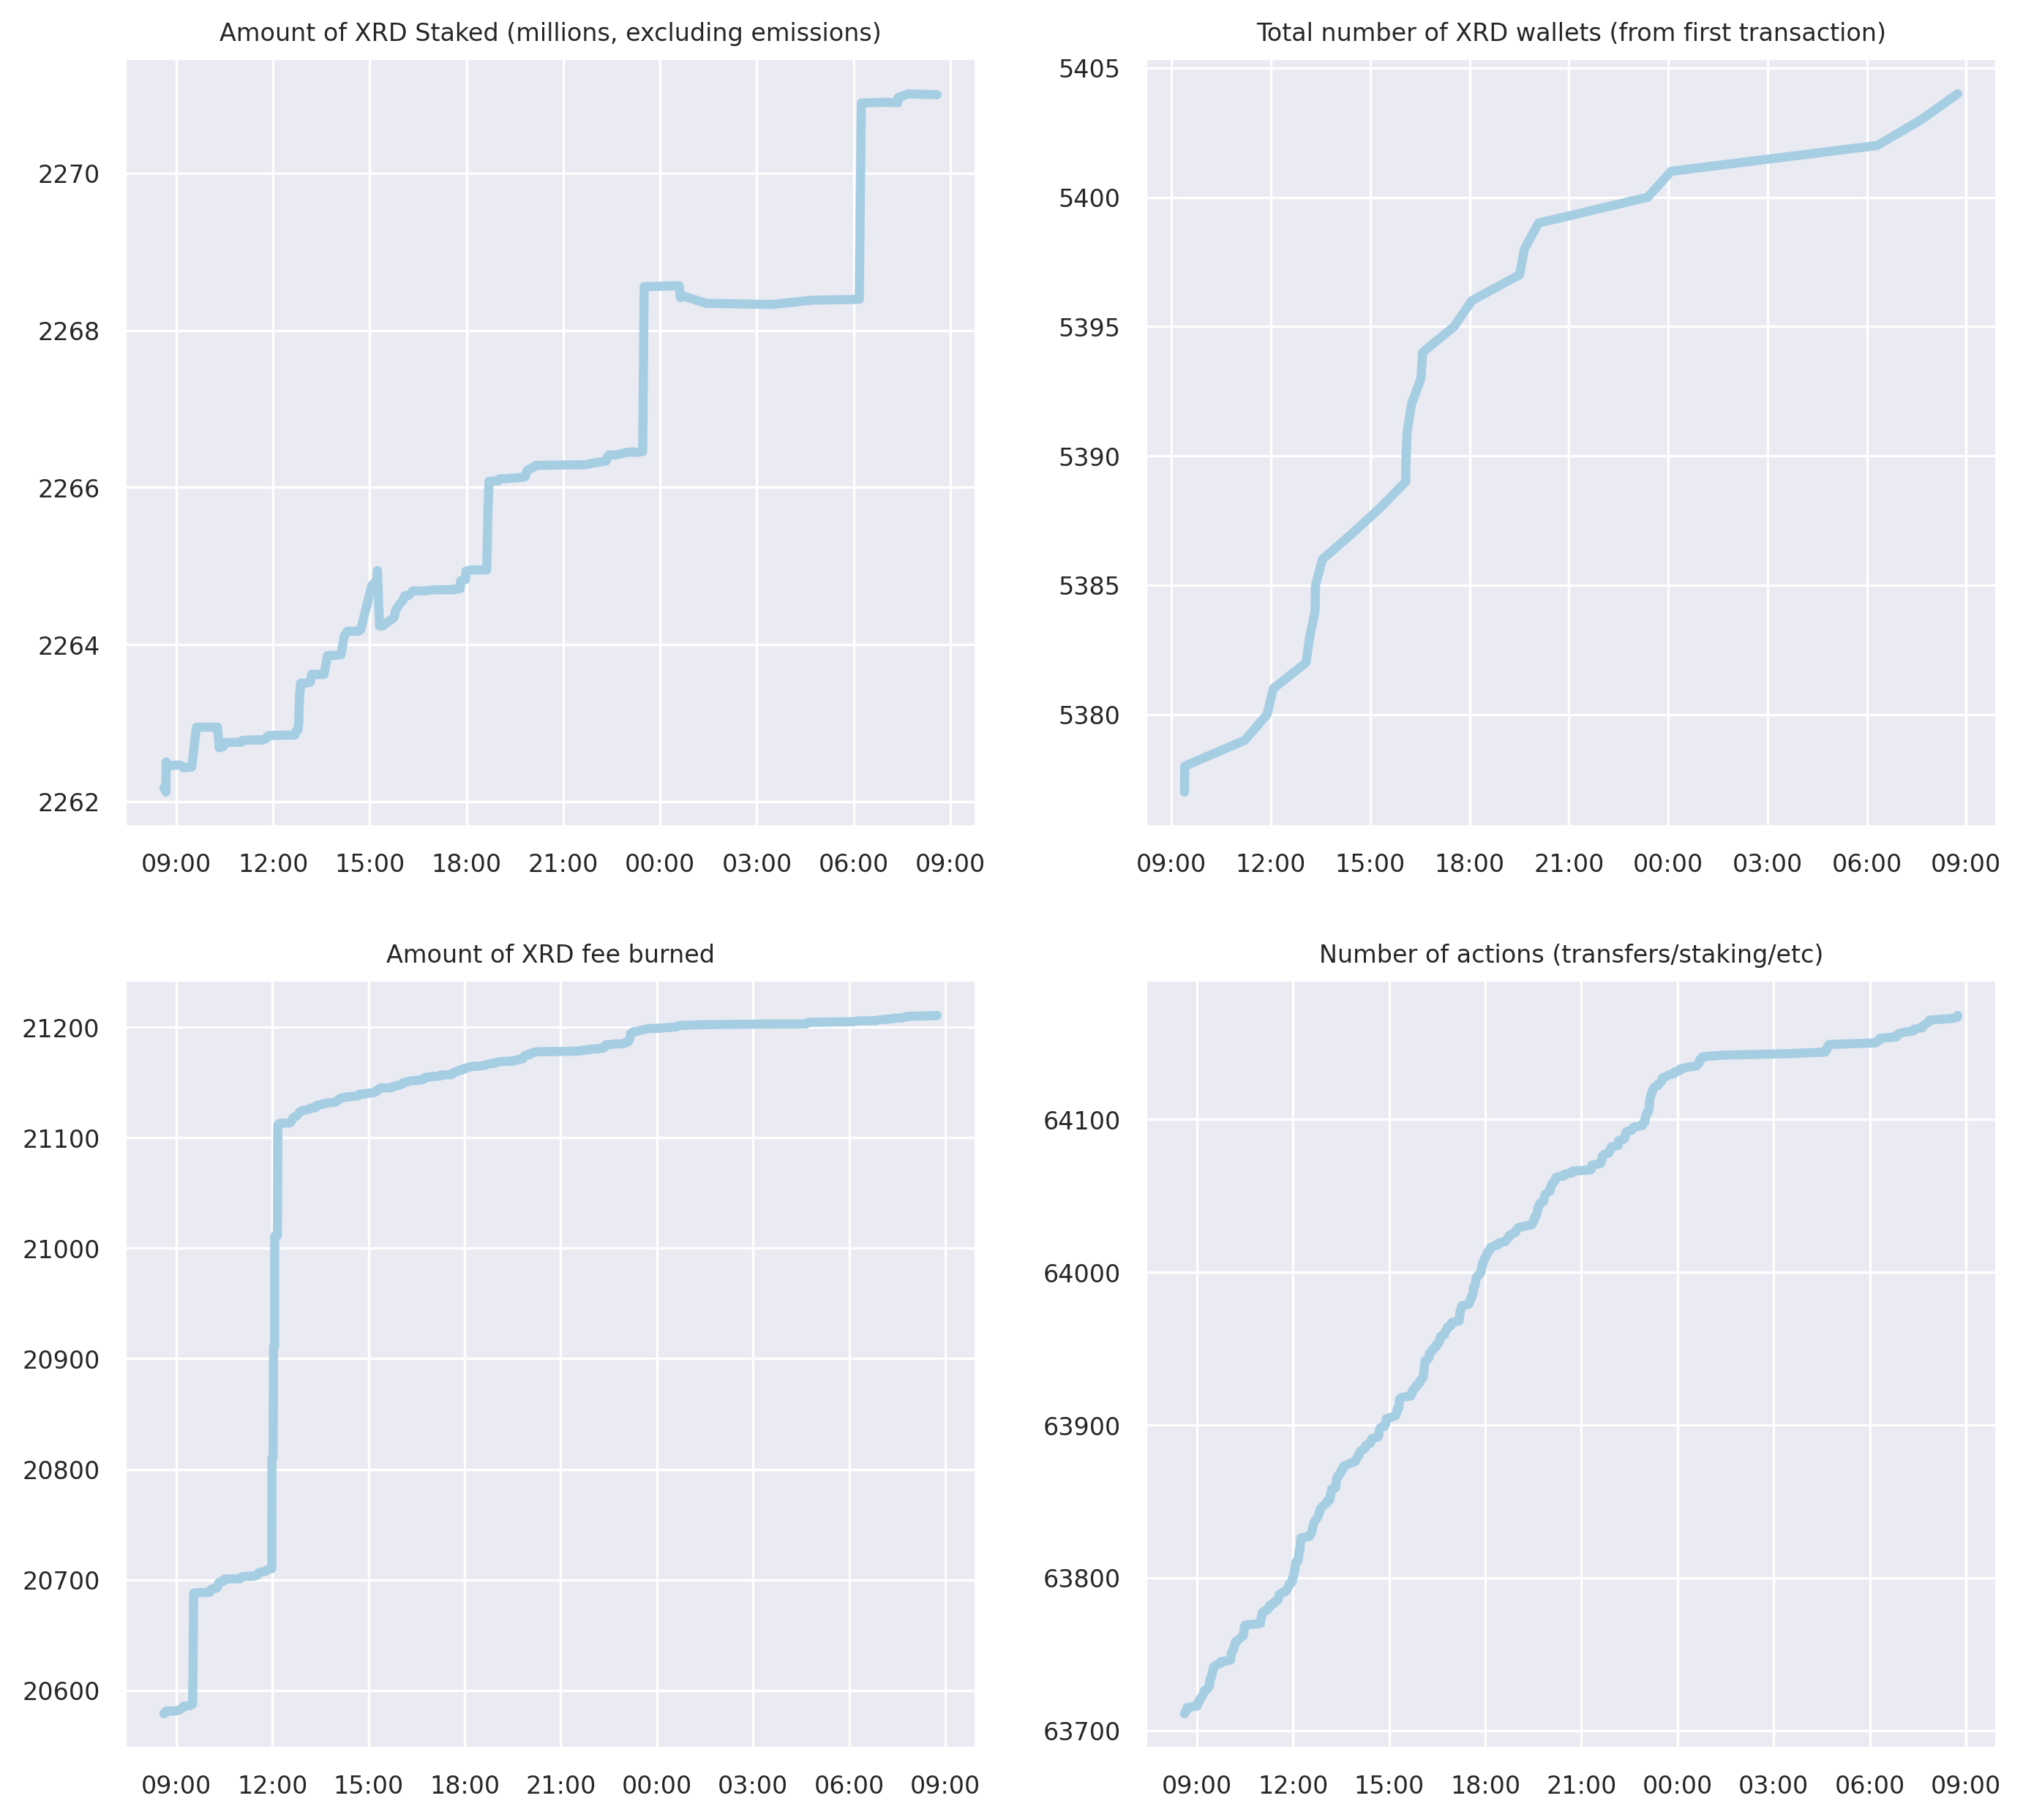 Amount of XRD Staked (millions, excluding emissions)
2270
2268
2266
2264
2262
09:00 12:00 15:00 18:00 21:00 00:00 03:00 06:00 09:00
Total number of XRD wallets (from first transaction)
5405
5400
5395
5390
5385
5380
09:00 12:00 15:00 18:00 21:00 00:00 03:00 06:00 09:00
Amount of XRD fee burned
21200
21100
21000
20900
20800
20700
20600
09:00 12:00 15:00 18:00 21:00 00:00 03:00 06:00 09:00
Number of actions (transfers/staking/etc)
64100
64000
63900
63800
63700
09:00 12:00 15:00 18:00 21:00 00:00 03:00 06:00 09:00